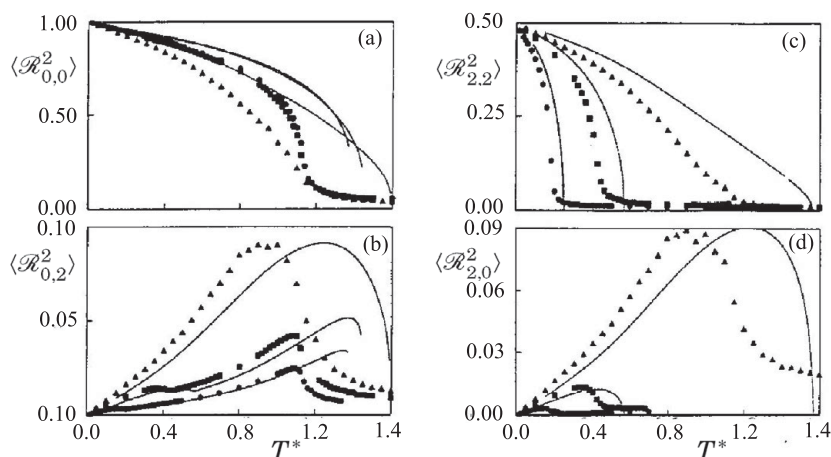 1.00
⟨ℛ²₀,₀⟩
0.50
0.00
(a)
0.50
⟨ℛ²₂.₂⟩
0.25
0.00
(c)
0.10
⟨ℛ²₀,₂⟩
0.05
0.10
(b)
0.0 0.4 0.8 1.2 1.4
T*
0.09
⟨ℛ²₂,₀⟩
0.06
0.03
0.00
(d)
0.0 0.4 0.8 1.2 1.4
T*